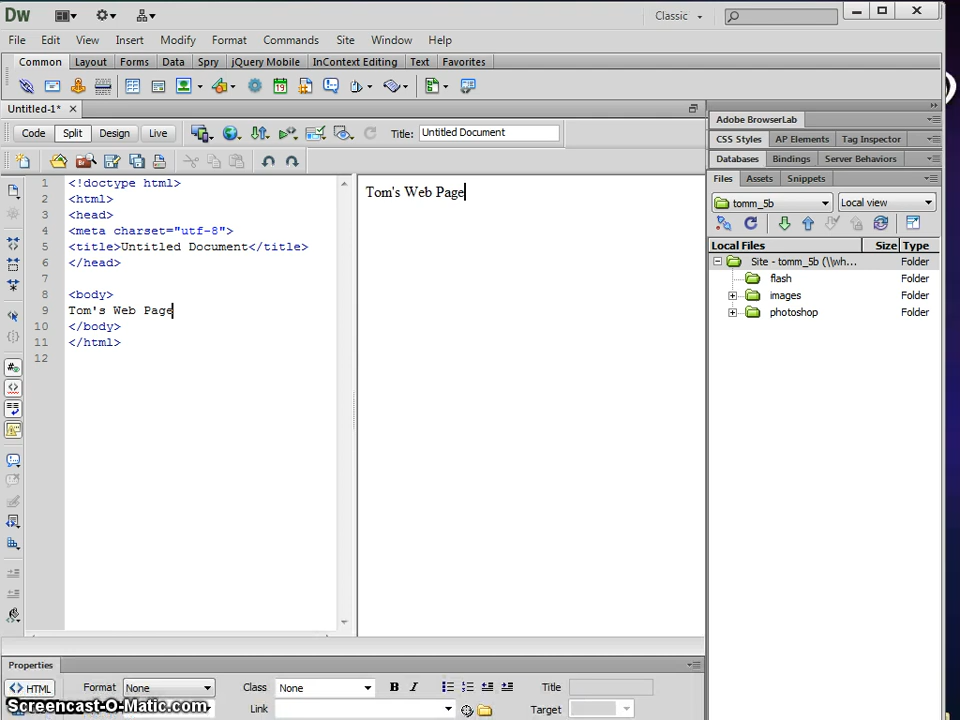 Dw Classic
File Edit View Insert Modify Format Commands Site Window Help
Common Layout Forms Data Spry jQuery Mobile InContext Editing Text Favorites
Untitled-1*
Code Split Design Live Title: Untitled Document
1 <!doctype html>
2 <html>
3 <head>
4 <meta charset="utf-8">
5 <title>Untitled Document</title>
6 </head>
7
8 <body>
9 Tom's Web Page
10 </body>
11 </html>
12
Tom's Web Page
Adobe BrowserLab
CSS Styles AP Elements Tag Inspector
Databases Bindings Server Behaviors
Files Assets Snippets
tomm_5b Local view
Local Files Size Type
Site - tomm_5b (\\wh... Folder
flash Folder
images Folder
photoshop Folder
Properties
<> HTML Format None Class None B I Title
Link Target
Screencast-O-Matic.com